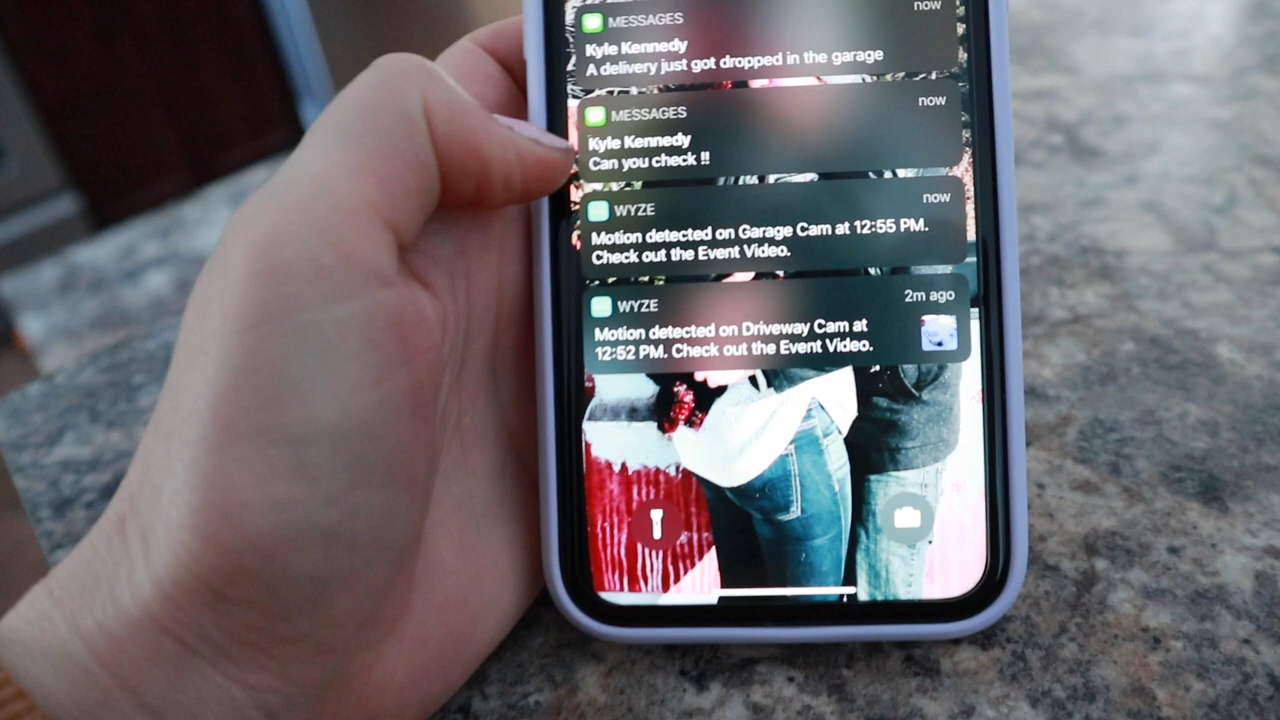 MESSAGES
now
Kyle Kennedy
A delivery just got dropped in the garage
MESSAGES
now
Kyle Kennedy
Can you check !!
WYZE
now
Motion detected on Garage Cam at 12:55 PM.
Check out the Event Video.
WYZE
2m ago
Motion detected on Driveway Cam at
12:52 PM. Check out the Event Video.